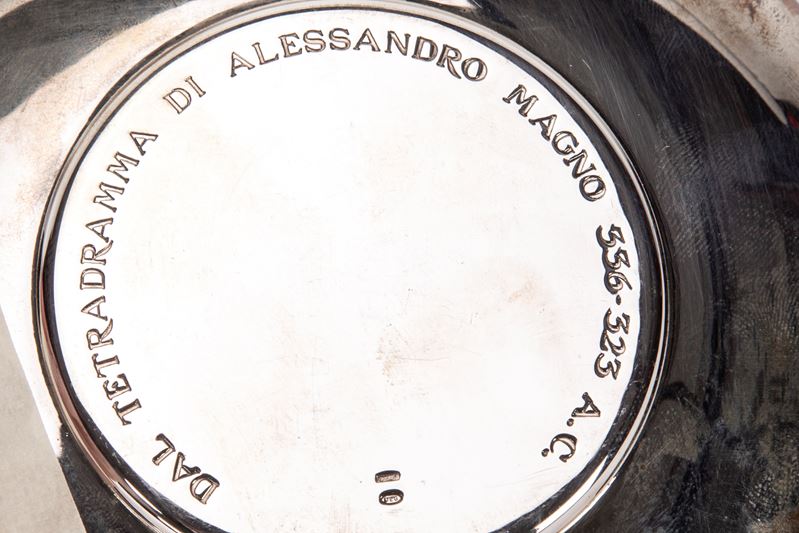 DAL TETRADRAMMA DI ALESSANDRO MAGNO 336-323 A.C.